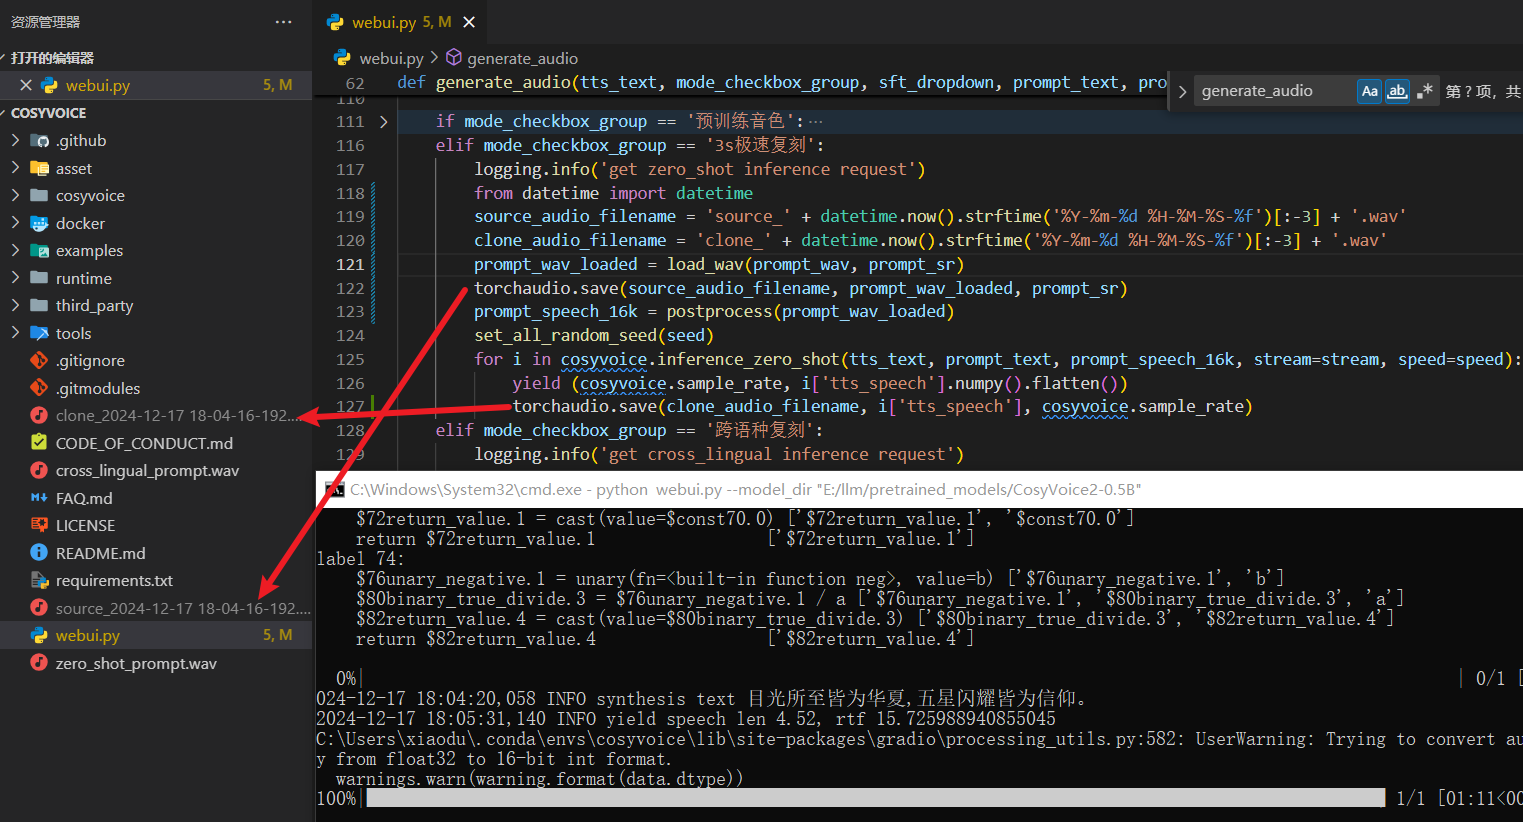 资源管理器
打开的编辑器
webui.py 5, M
COSYVOICE
.github
asset
cosyvoice
docker
examples
runtime
third_party
tools
.gitignore
.gitmodules
clone_2024-12-17 18-04-16-192...
CODE_OF_CONDUCT.md
cross_lingual_prompt.wav
FAQ.md
LICENSE
README.md
requirements.txt
source_2024-12-17 18-04-16-192....
webui.py 5, M
zero_shot_prompt.wav
webui.py 5, M
webui.py > generate_audio
62 def generate_audio(tts_text, mode_checkbox_group, sft_dropdown, prompt_text, pro
generate_audio Aa ab .* 第 ? 项, 共
110
111 if mode_checkbox_group == '预训练音色':···
116 elif mode_checkbox_group == '3s极速复刻':
117 logging.info('get zero_shot inference request')
118 from datetime import datetime
119 source_audio_filename = 'source_' + datetime.now().strftime('%Y-%m-%d %H-%M-%S-%f')[:-3] + '.wav'
120 clone_audio_filename = 'clone_' + datetime.now().strftime('%Y-%m-%d %H-%M-%S-%f')[:-3] + '.wav'
121 prompt_wav_loaded = load_wav(prompt_wav, prompt_sr)
122 torchaudio.save(source_audio_filename, prompt_wav_loaded, prompt_sr)
123 prompt_speech_16k = postprocess(prompt_wav_loaded)
124 set_all_random_seed(seed)
125 for i in cosyvoice.inference_zero_shot(tts_text, prompt_text, prompt_speech_16k, stream=stream, speed=speed):
126 yield (cosyvoice.sample_rate, i['tts_speech'].numpy().flatten())
127 torchaudio.save(clone_audio_filename, i['tts_speech'], cosyvoice.sample_rate)
128 elif mode_checkbox_group == '跨语种复刻':
129 logging.info('get cross_lingual inference request')
C:\Windows\System32\cmd.exe - python webui.py --model_dir "E:/llm/pretrained_models/CosyVoice2-0.5B"
$72return_value.1 = cast(value=$const70.0) ['$72return_value.1', '$const70.0']
return $72return_value.1 ['$72return_value.1']
label 74:
$76unary_negative.1 = unary(fn=<built-in function neg>, value=b) ['$76unary_negative.1', 'b']
$80binary_true_divide.3 = $76unary_negative.1 / a ['$76unary_negative.1', '$80binary_true_divide.3', 'a']
$82return_value.4 = cast(value=$80binary_true_divide.3) ['$80binary_true_divide.3', '$82return_value.4']
return $82return_value.4 ['$82return_value.4']
0%| | 0/1 [
024-12-17 18:04:20,058 INFO synthesis text 目光所至皆为华夏,五星闪耀皆为信仰。
2024-12-17 18:05:31,140 INFO yield speech len 4.52, rtf 15.725988940855045
C:\Users\xiaodu\.conda\envs\cosyvoice\lib\site-packages\gradio\processing_utils.py:582: UserWarning: Trying to convert au
y from float32 to 16-bit int format.
warnings.warn(warning.format(data.dtype))
100%| 1/1 [01:11<00